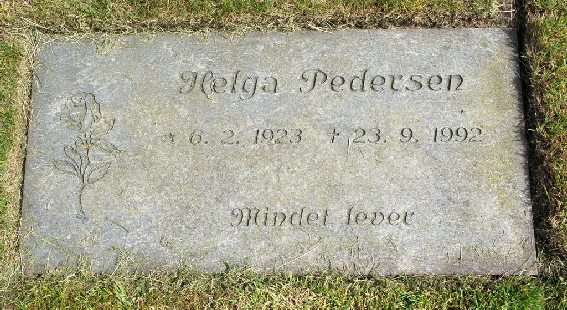 Helga Pedersen
* 6. 2. 1923 † 23. 9. 1992
Mindet lever